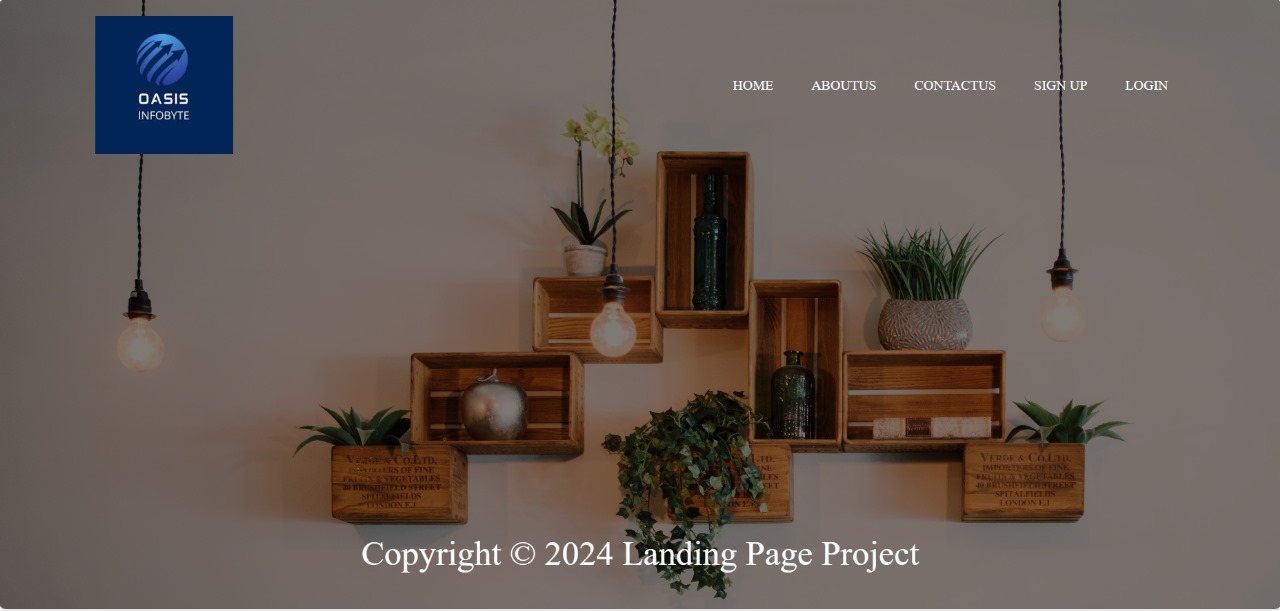 OASIS
INFOBYTE
HOME ABOUTUS CONTACTUS SIGN UP LOGIN
VERDE & CO.LTD.
IMPORTERS OF FINE
FRUITS & VEGETABLES
40 BRUSHFIELD STREET
SPITALFIELDS
LONDON E.1
VERDE & CO.LTD.
IMPORTERS OF FINE
FRUITS & VEGETABLES
40 BRUSHFIELD STREET
SPITALFIELDS
LONDON E.1
Copyright © 2024 Landing Page Project